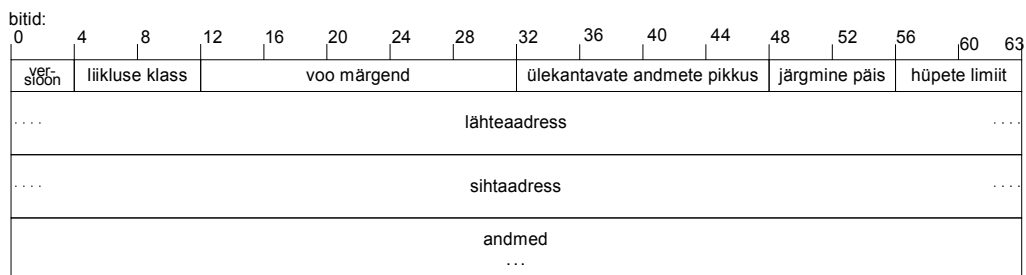 bitid:
0 4 8 12 16 20 24 28 32 36 40 44 48 52 56 60 63
ver-
sioon liikluse klass voo märgend ülekantavate andmete pikkus järgmine päis hüpete limiit
. . . . lähteaadress . . . .
. . . . sihtaadress . . . .
andmed
. . .